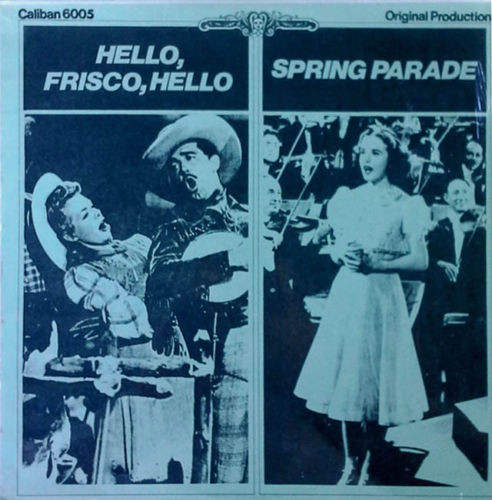 Caliban 6005
Original Production
HELLO,
FRISCO, HELLO
SPRING PARADE